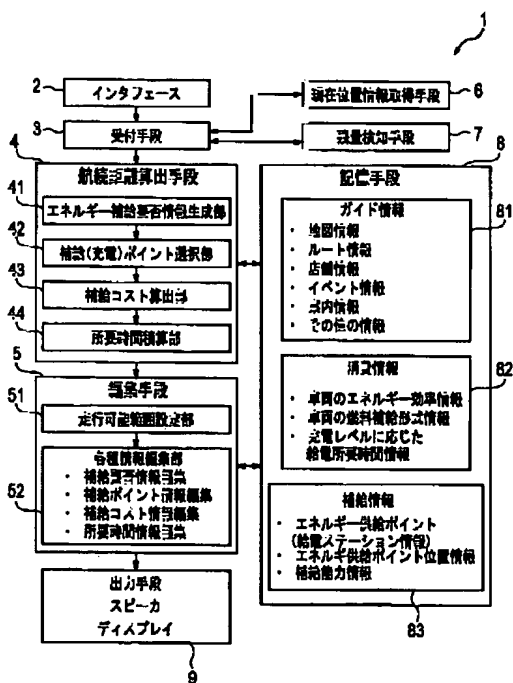 1
2
インタフェース
3
受付手段
現在位置情報取得手段
6
残量検知手段
7
4
航続距離算出手段
41
エネルギー補給要否情報生成部
42
補給(充電)ポイント選択部
43
補給コスト算出部
44
所要時間積算部
5
編集手段
51
走行可能範囲設定部
52
各種情報編集部
・ 補給要否情報編集
・ 補給ポイント情報編集
・ 補給コスト情報編集
・ 所要時間情報編集
出力手段
スピーカ
ディスプレイ
9
8
記憶手段
81
ガイド情報
・ 地図情報
・ ルート情報
・ 店舗情報
・ イベント情報
・ 案内情報
・ その他の情報
82
消費情報
・ 車両のエネルギー効率情報
・ 車両の燃料補給形式情報
・ 充電レベルに応じた
給電所要時間情報
補給情報
・ エネルギー供給ポイント
(給電ステーション情報)
・ エネルギ供給ポイント位置情報
・ 補給能力情報
83